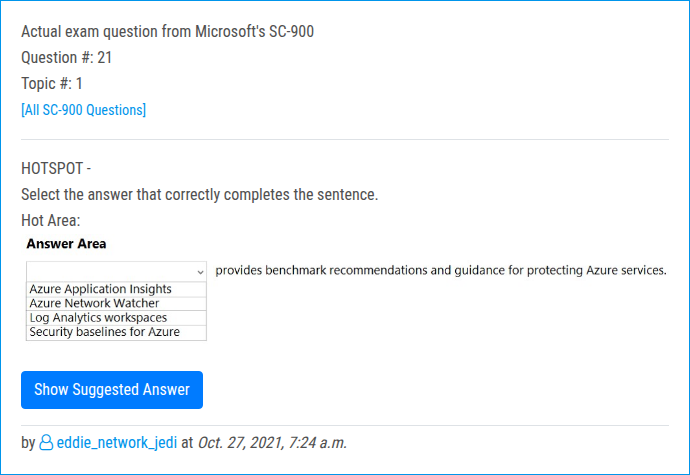 Actual exam question from Microsoft's SC-900
Question #: 21
Topic #: 1
[All SC-900 Questions]
HOTSPOT -
Select the answer that correctly completes the sentence.
Hot Area:
Answer Area
provides benchmark recommendations and guidance for protecting Azure services.
Azure Application Insights
Azure Network Watcher
Log Analytics workspaces
Security baselines for Azure
Show Suggested Answer
by eddie_network_jedi at Oct. 27, 2021, 7:24 a.m.